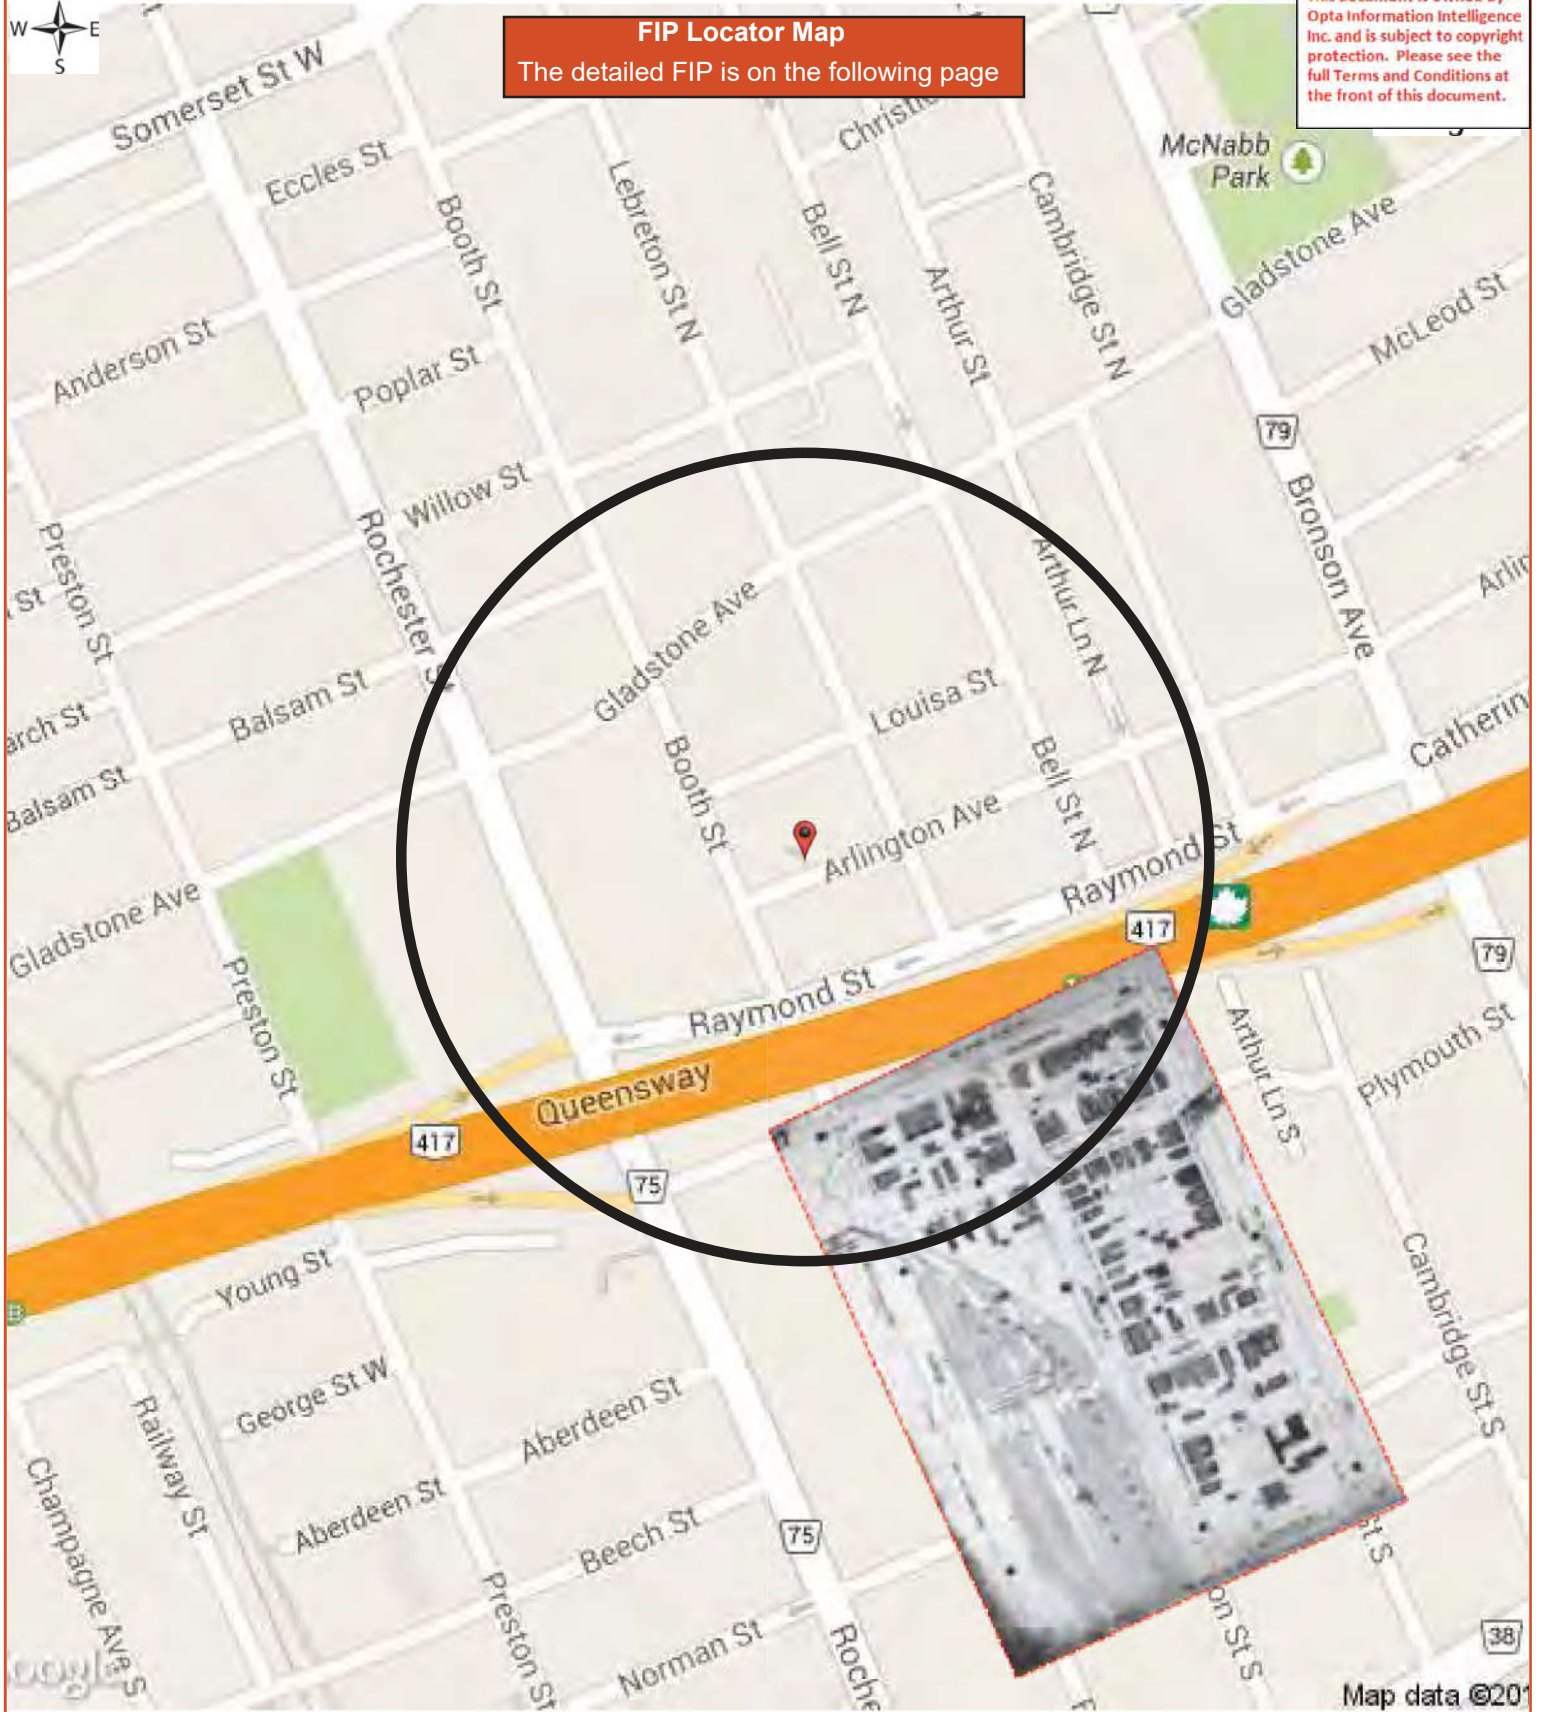 W E
S
FIP Locator Map
The detailed FIP is on the following page
Opta Information Intelligence
Inc. and is subject to copyright
protection. Please see the
full Terms and Conditions at
the front of this document.
Somerset St W
Eccles St
Booth St
Lebreton St N
Bell St N
Arthur St
Cambridge St N
McNabb
Park
Gladstone Ave
McLeod St
Anderson St
Poplar St
79
Willow St
Rochester
Preston St
St
Bronson Ave
Arthur Ln N
Balsam St
Gladstone Ave
Louisa St
Booth St
Bell St N
Balsam St
Arlington Ave
Raymond St
Gladstone Ave
417
79
Preston St
Raymond St
Queensway
417
75
Arthur Ln S
Plymouth St
Young St
George St W
Railway St
Aberdeen St
Cambridge St S
Champagne Ave S
Aberdeen St
Beech St
75
Preston St
Norman St
St S
on St S
38
Map data ©201